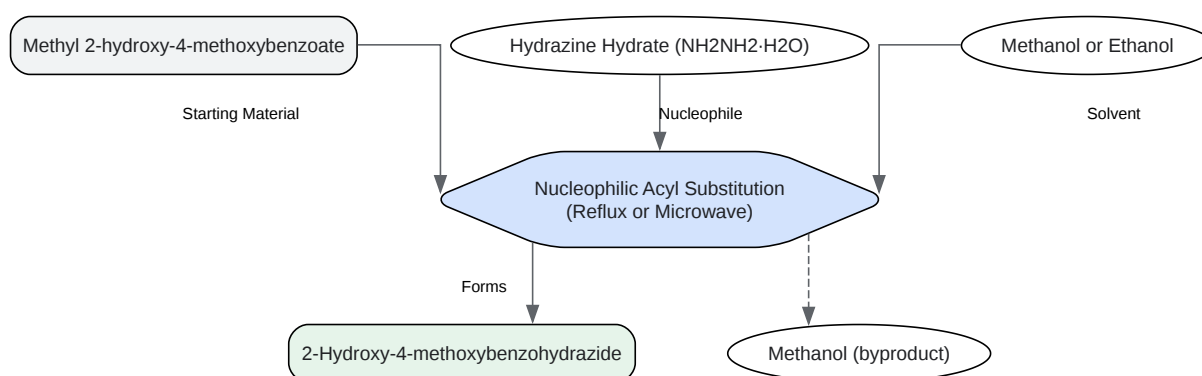 Methyl 2-hydroxy-4-methoxybenzoate
Hydrazine Hydrate (NH2NH2·H2O)
Methanol or Ethanol
Starting Material
Nucleophile
Solvent
Nucleophilic Acyl Substitution
(Reflux or Microwave)
Forms
2-Hydroxy-4-methoxybenzohydrazide
Methanol (byproduct)